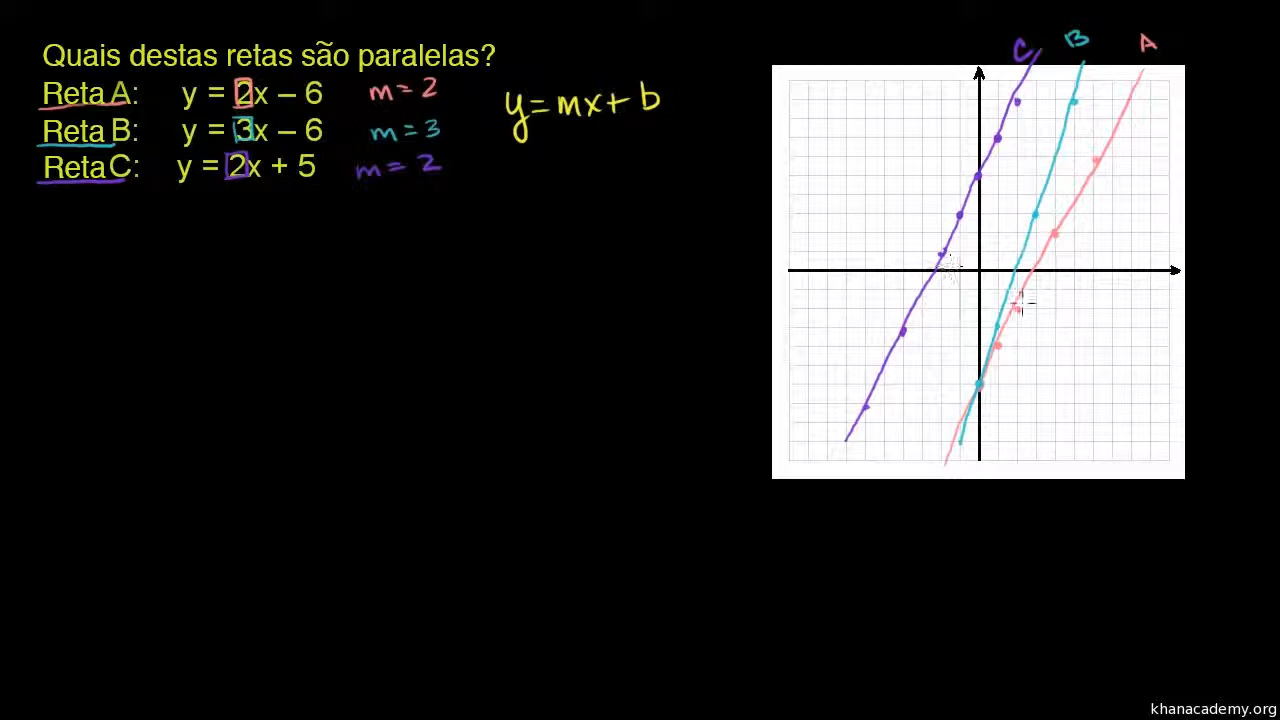 Quais destas retas são paralelas?
Reta A: y = 2x – 6 m = 2
y = mx + b
Reta B: y = 3x – 6 m = 3
Reta C: y = 2x + 5 m = 2
C B A
khanacademy.org